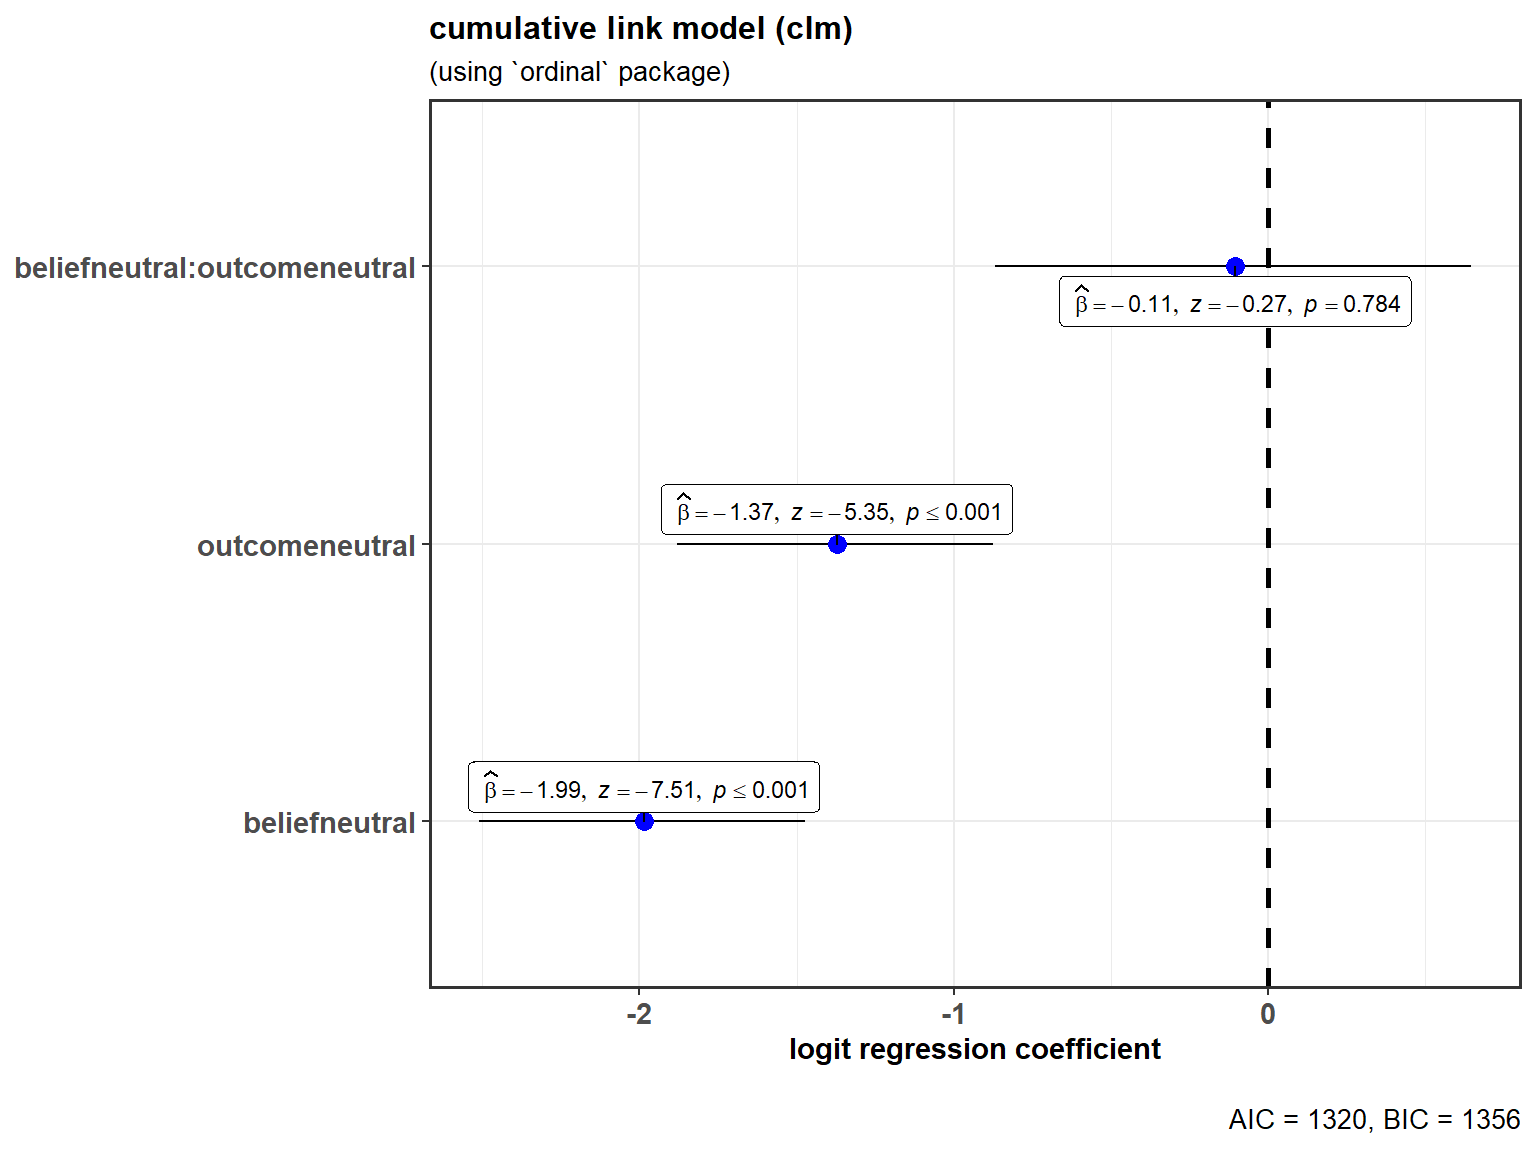 cumulative link model (clm)
(using `ordinal` package)
beliefneutral:outcomeneutral
β̂ = −0.11, z = −0.27, p = 0.784
β̂ = −1.37, z = −5.35, p ≤ 0.001
outcomeneutral
β̂ = −1.99, z = −7.51, p ≤ 0.001
beliefneutral
-2 -1 0
logit regression coefficient
AIC = 1320, BIC = 1356